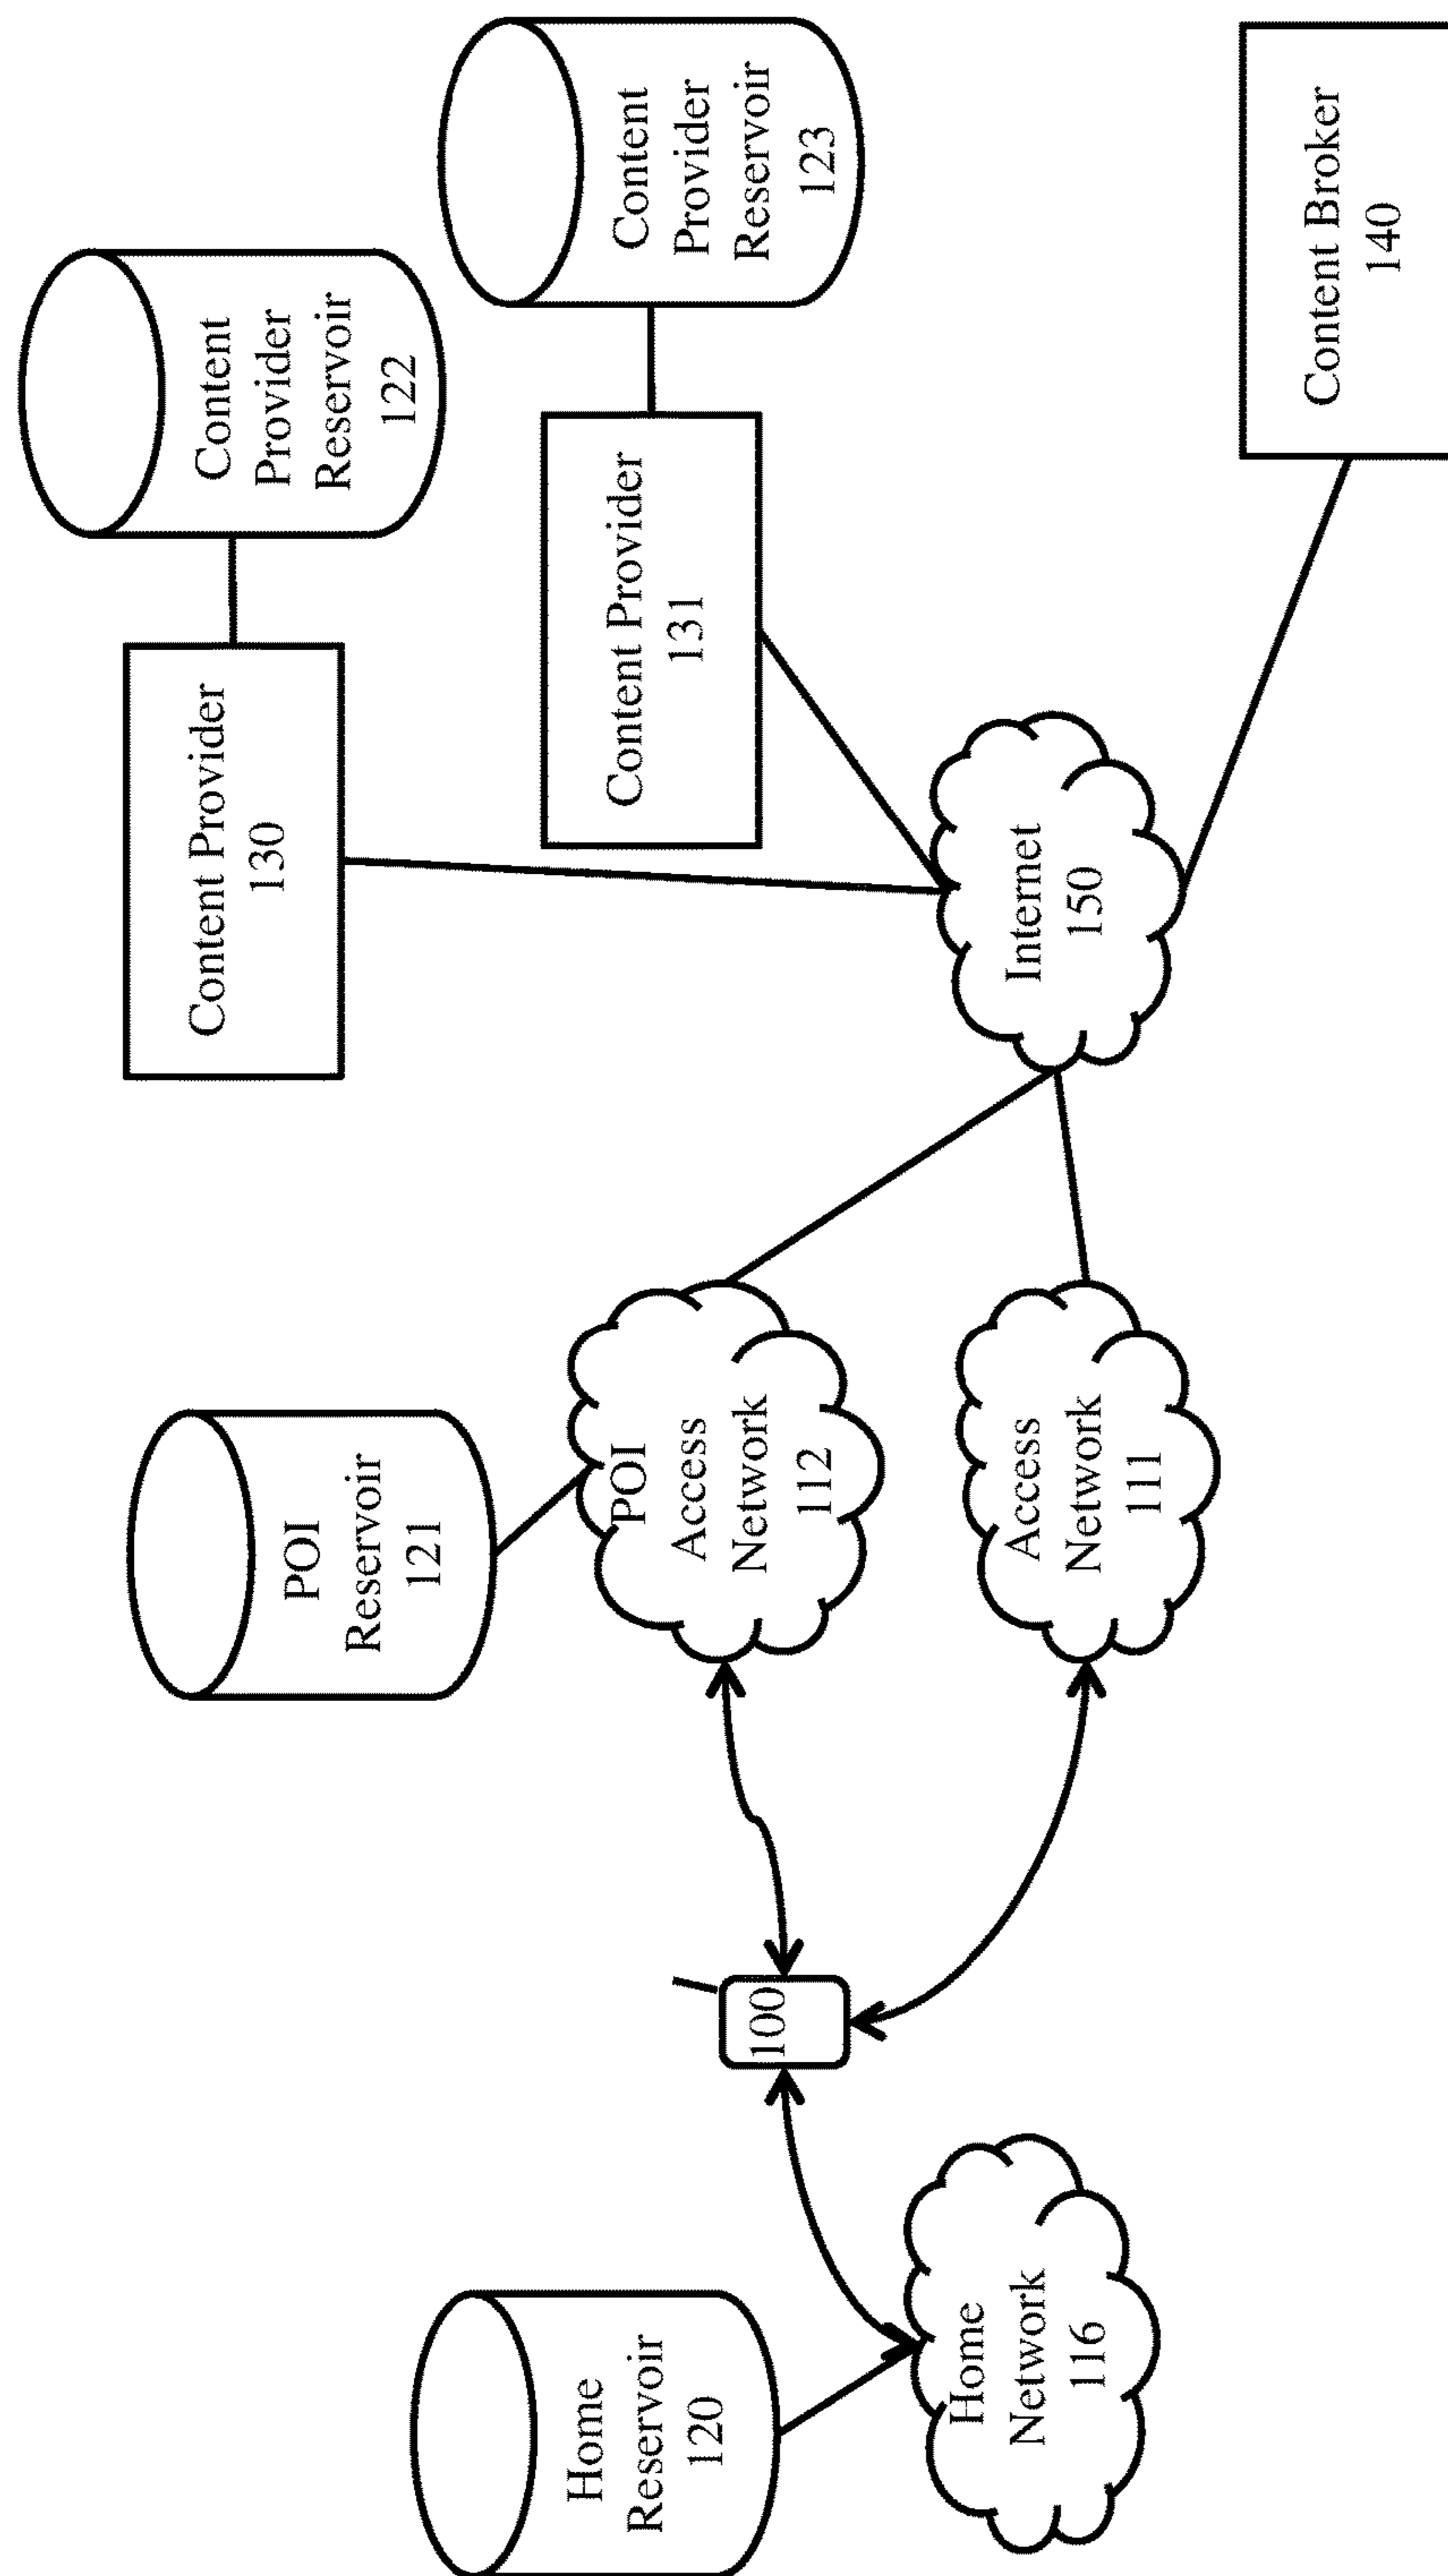 Content
Provider
Reservoir
122
Content
Provider
Reservoir
123
Content Provider
130
Content Provider
131
Content Broker
140
Internet
150
POI
Reservoir
121
POI
Access
Network
112
Access
Network
111
100
Home
Reservoir
120
Home
Network
116